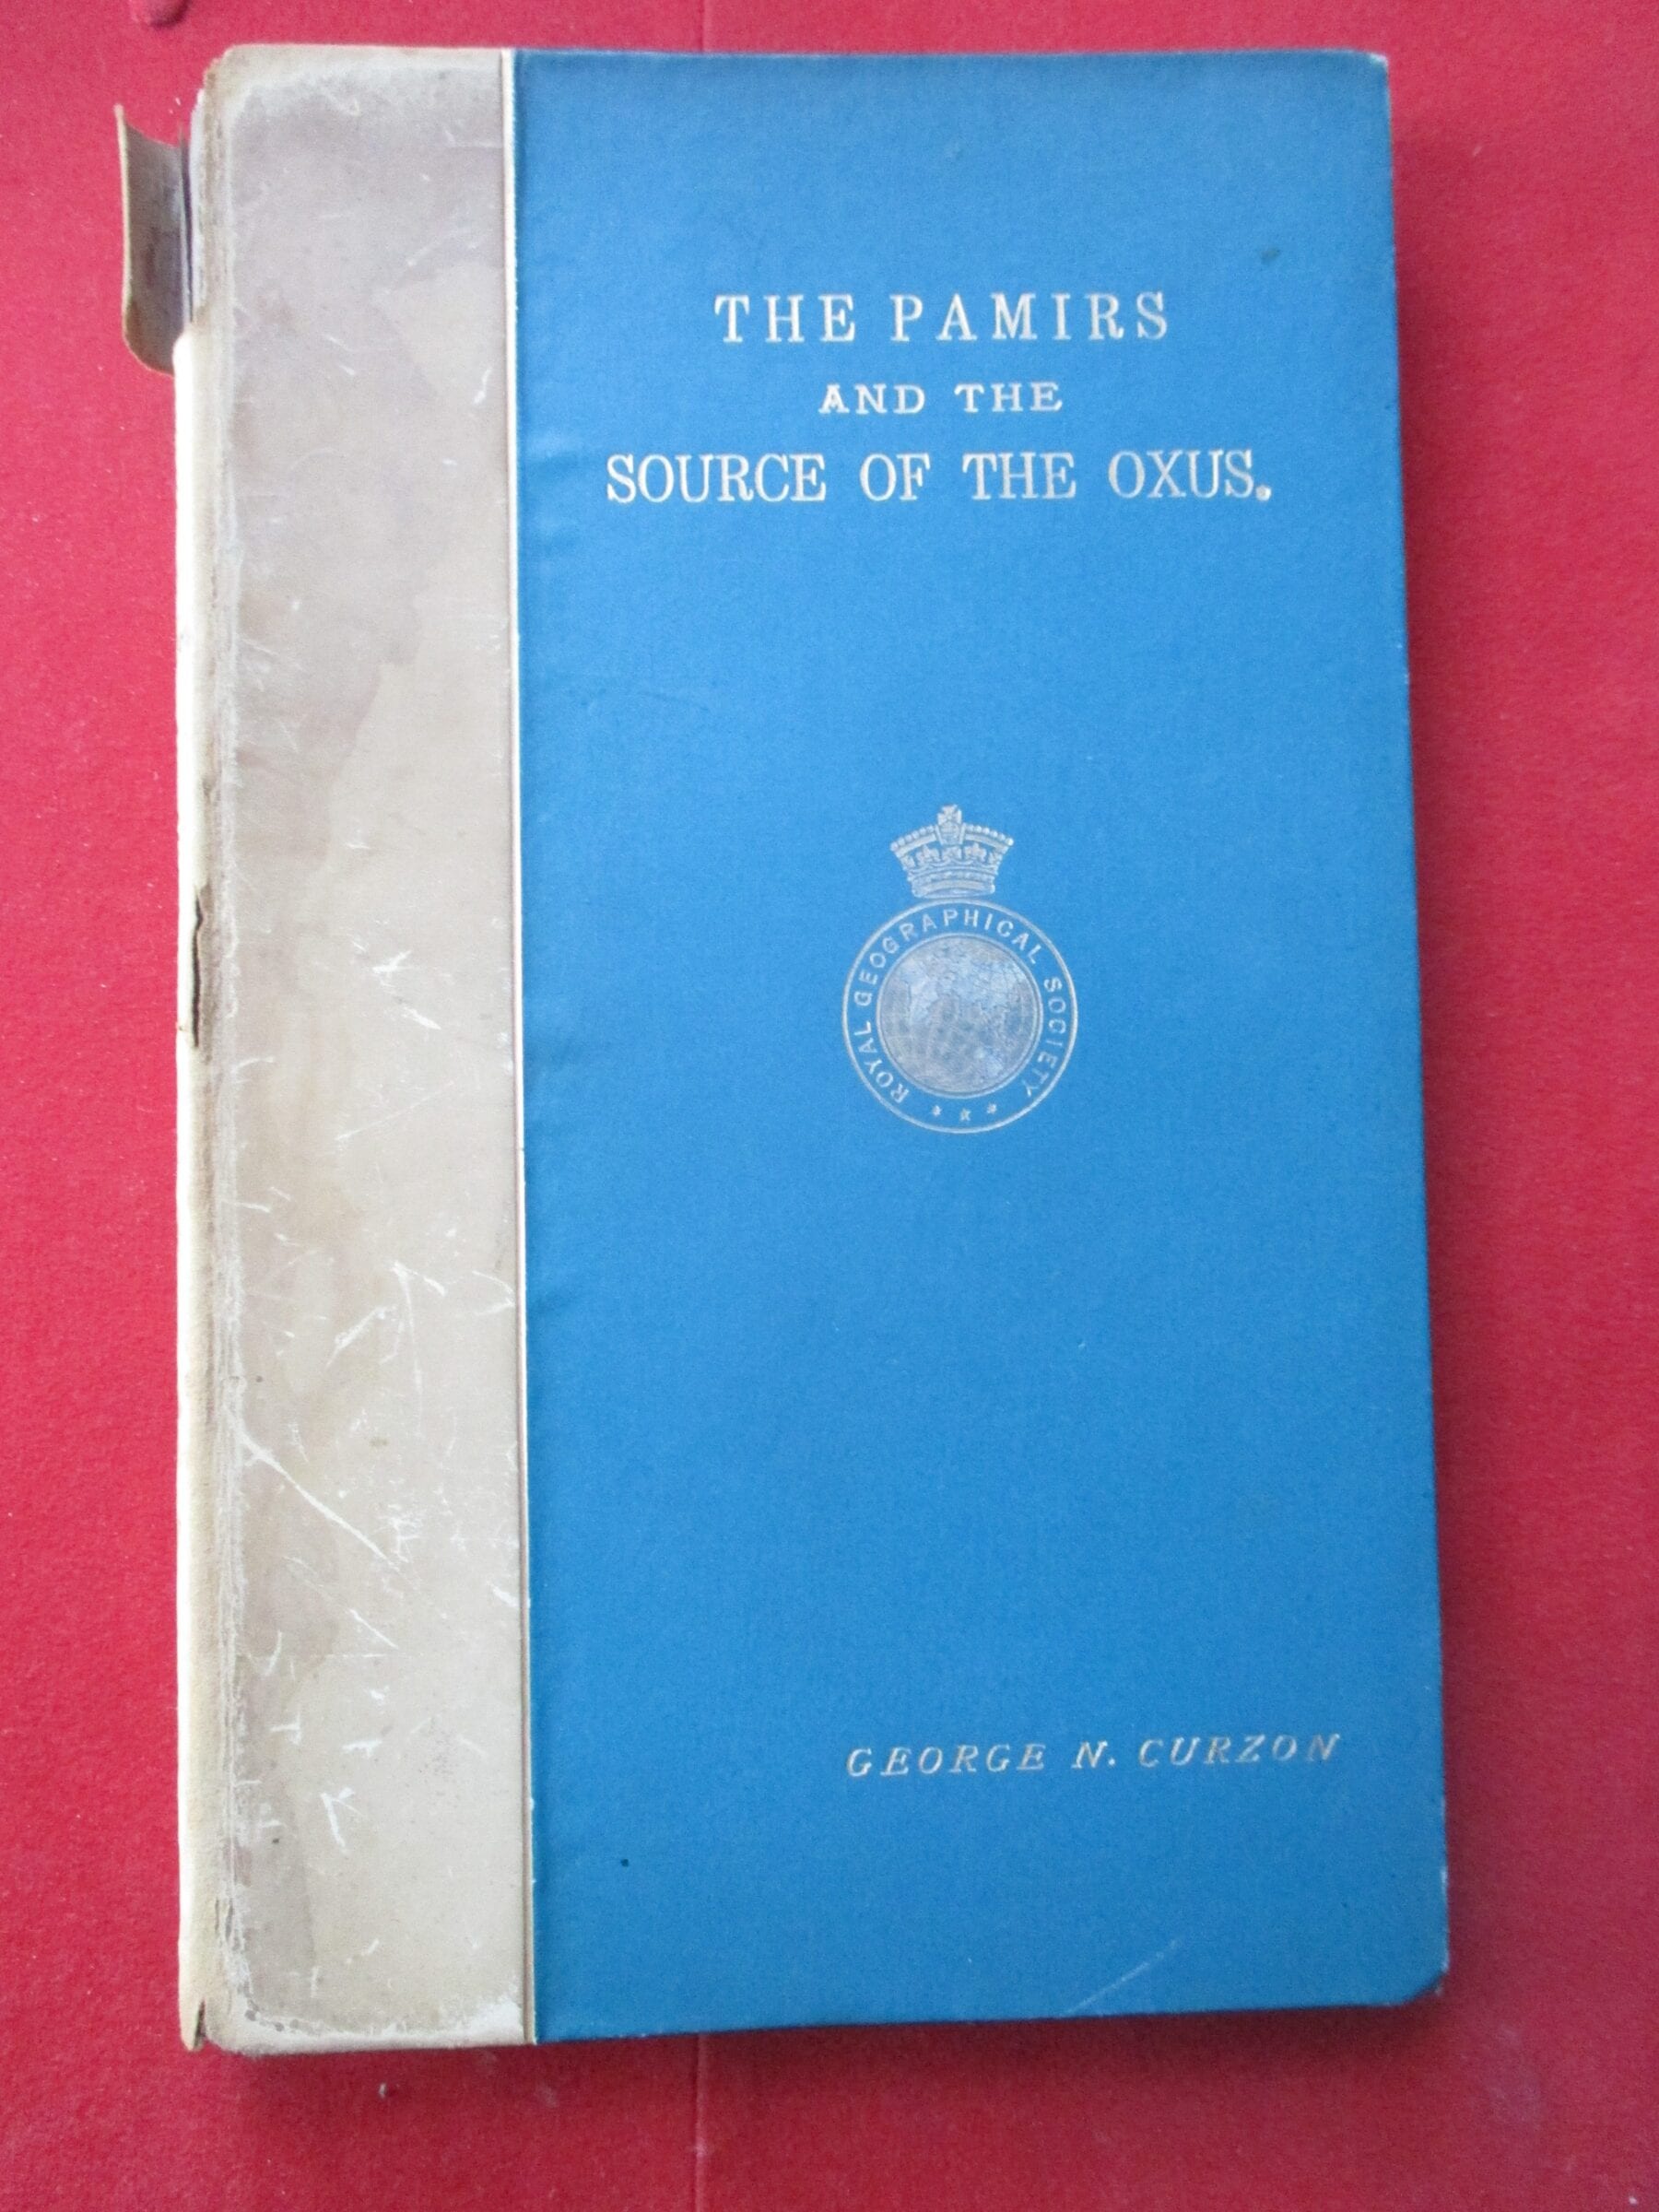 THE PAMIRS
AND THE
SOURCE OF THE OXUS.
ROYAL GEOGRAPHICAL SOCIETY
GEORGE N. CURZON